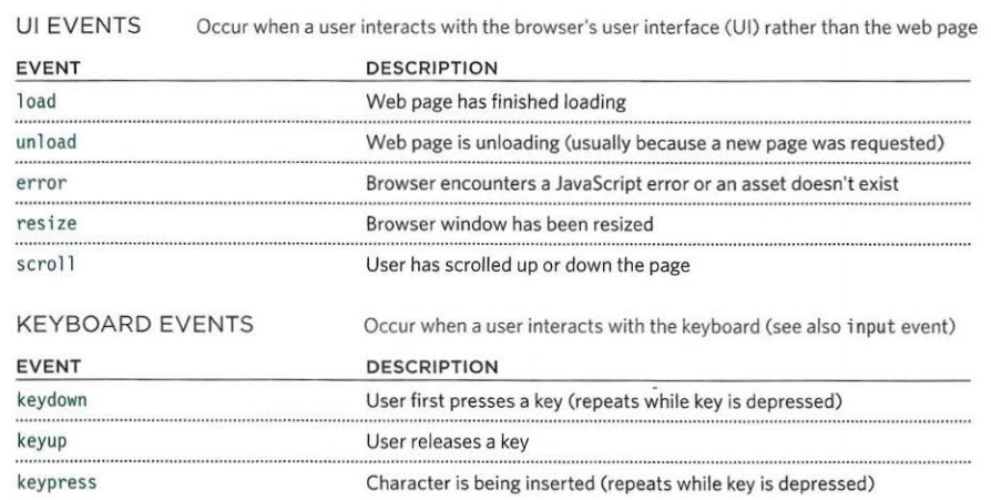 UI EVENTS Occur when a user interacts with the browser's user interface (UI) rather than the web page
EVENT DESCRIPTION
load Web page has finished loading
unload Web page is unloading (usually because a new page was requested)
error Browser encounters a JavaScript error or an asset doesn't exist
resize Browser window has been resized
scroll User has scrolled up or down the page
KEYBOARD EVENTS Occur when a user interacts with the keyboard (see also input event)
EVENT DESCRIPTION
keydown User first presses a key (repeats while key is depressed)
keyup User releases a key
keypress Character is being inserted (repeats while key is depressed)